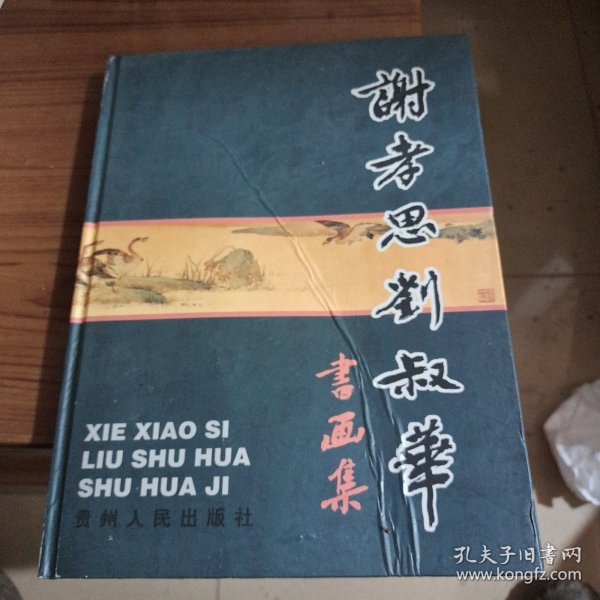 謝孝思劉叔華
書画集
XIE XIAO SI
LIU SHU HUA
SHU HUA JI
贵州人民出版社
孔夫子旧书网
www.kongfz.com